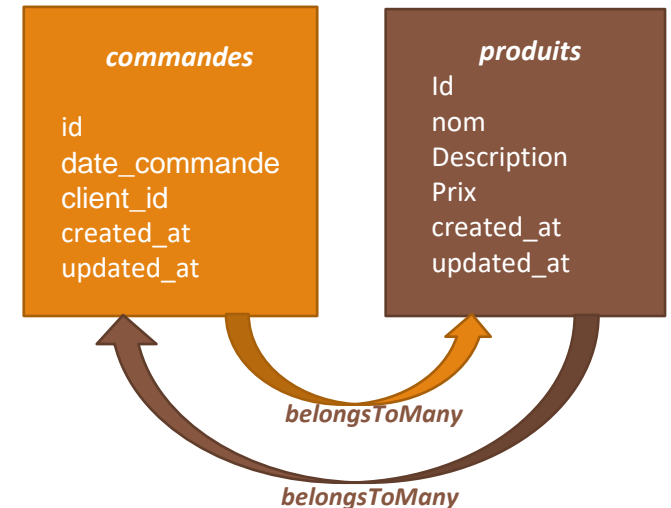 commandes
id
date_commande
client_id
created_at
updated_at
produits
Id
nom
Description
Prix
created_at
updated_at
belongsToMany
belongsToMany